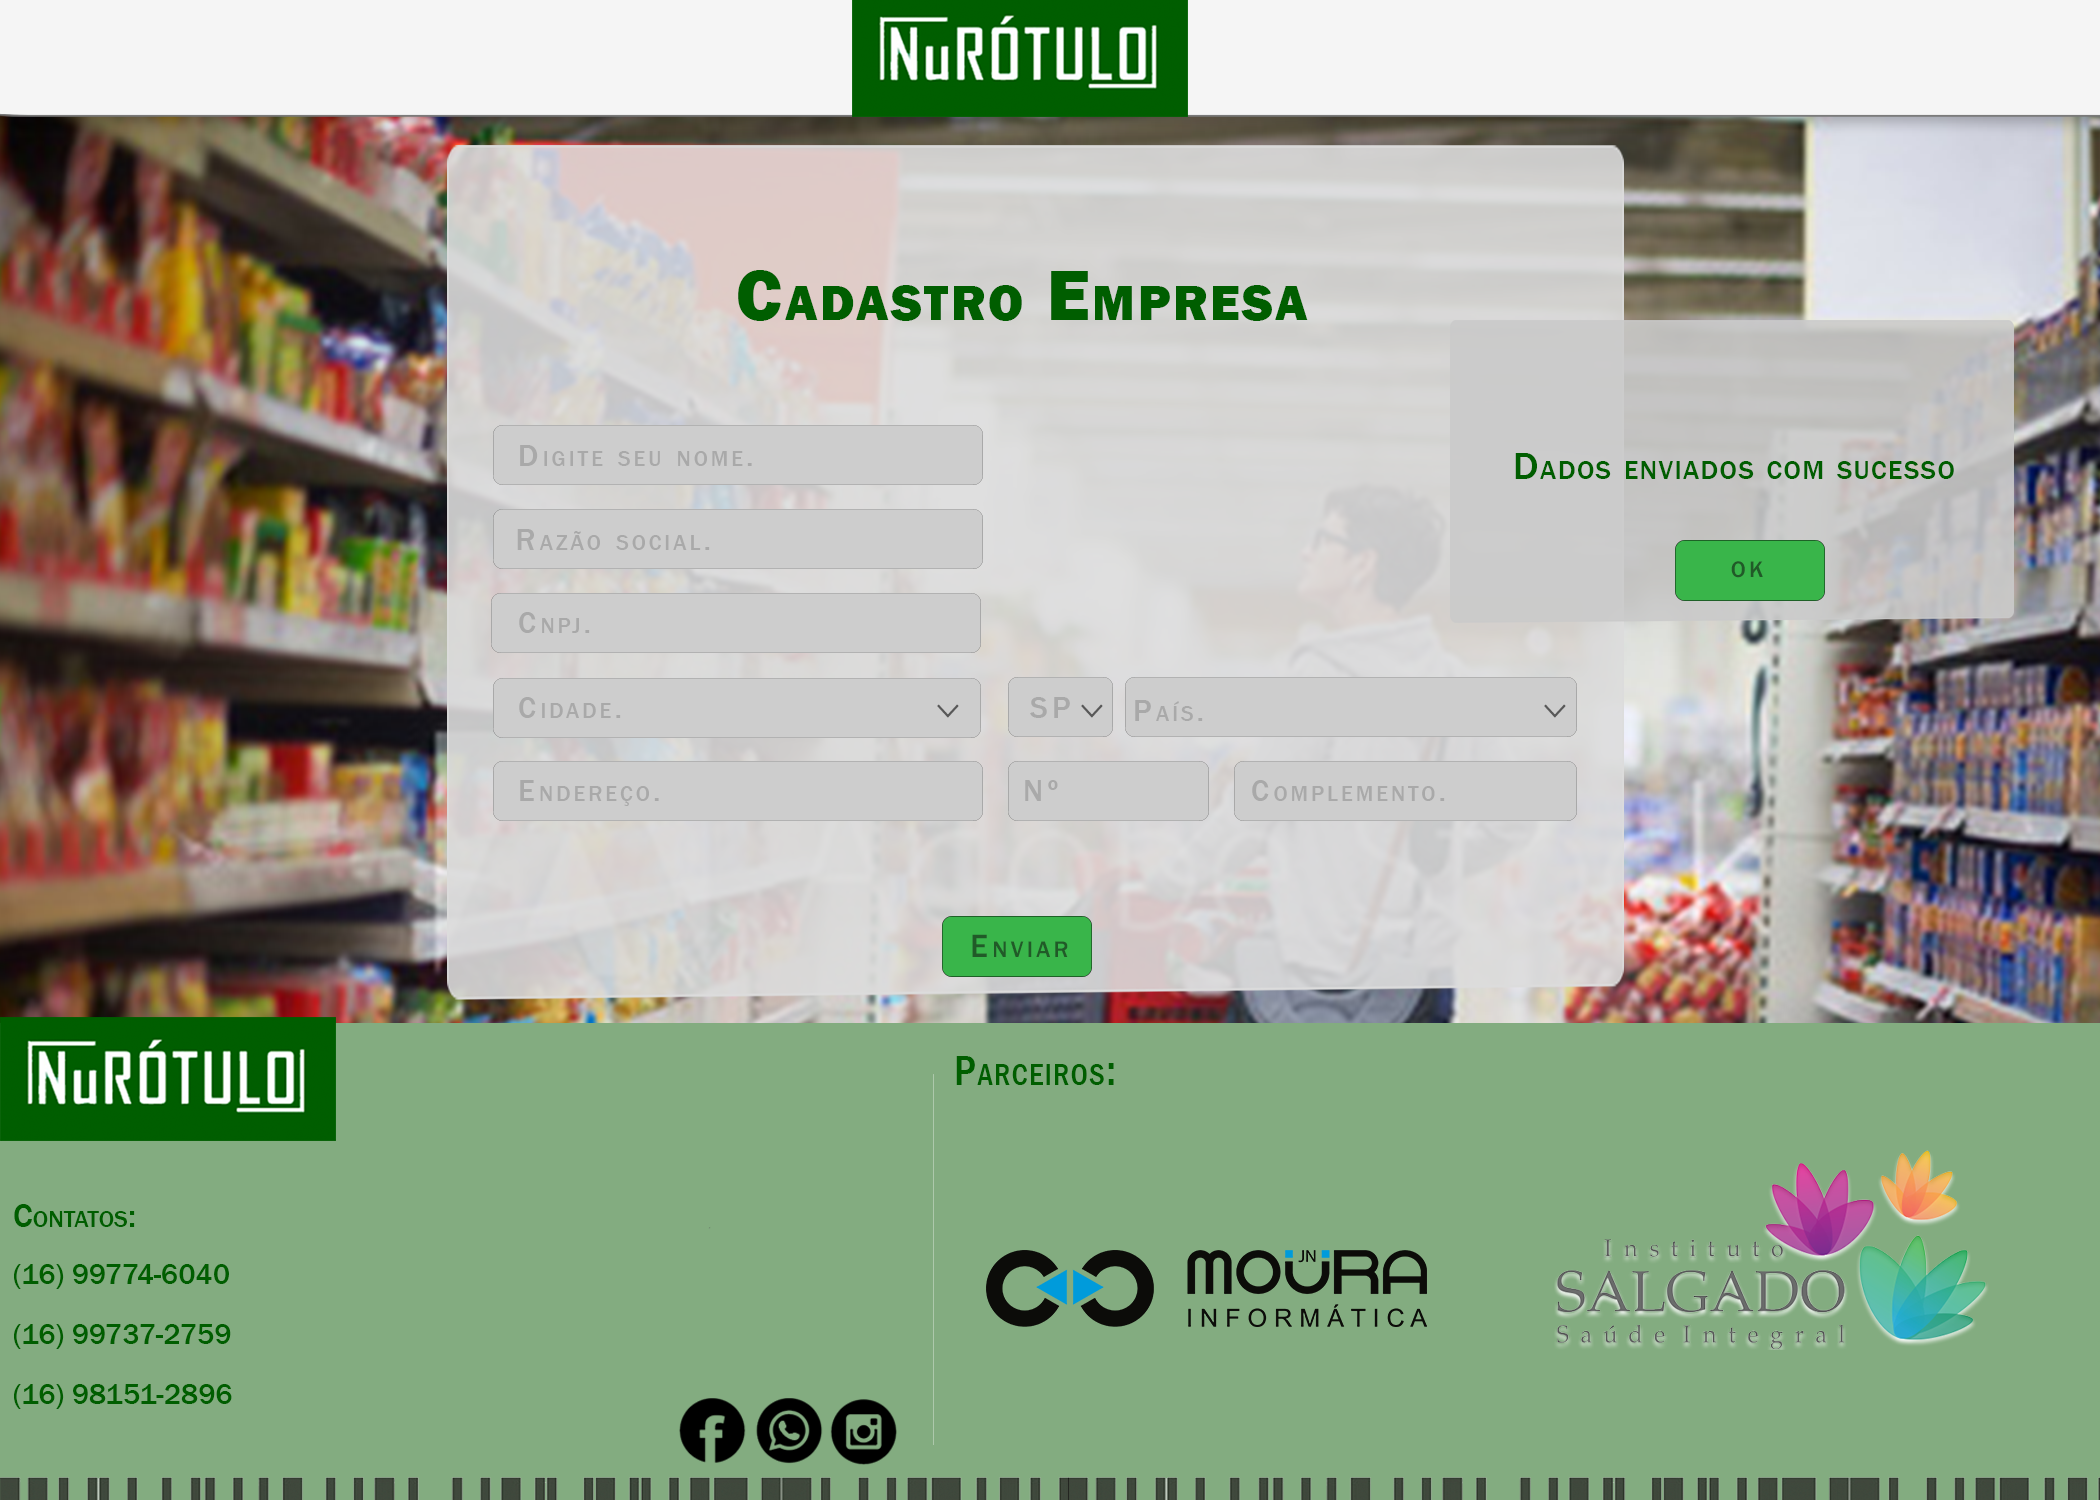 NuRÓTULO
Cadastro Empresa
Digite seu nome.
Razão social.
Cnpj.
Cidade.
SP
País.
Endereço.
Nº
Complemento.
Enviar
Dados enviados com sucesso
OK
NuRÓTULO
Contatos:
(16) 99774-6040
(16) 99737-2759
(16) 98151-2896
Parceiros:
JN
MOURA
INFORMÁTICA
Instituto
SALGADO
Saúde Integral